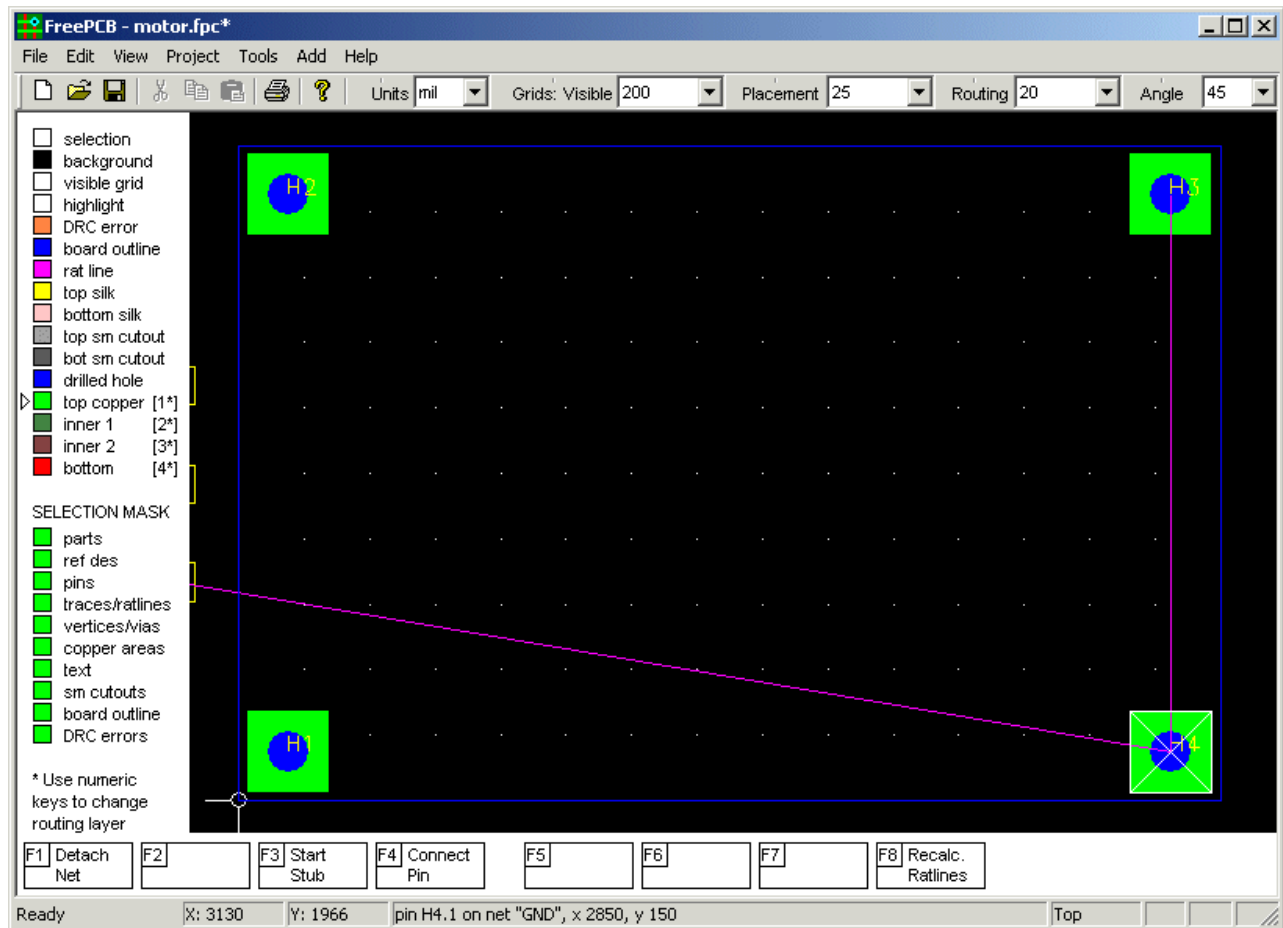 FreePCB - motor.fpc*
File Edit View Project Tools Add Help
Units mil Grids: Visible 200 Placement 25 Routing 20 Angle 45
selection
background
visible grid
highlight
DRC error
board outline
rat line
top silk
bottom silk
top sm cutout
bot sm cutout
drilled hole
top copper [1*]
inner 1 [2*]
inner 2 [3*]
bottom [4*]
SELECTION MASK
parts
ref des
pins
traces/ratlines
vertices/vias
copper areas
text
sm cutouts
board outline
DRC errors
* Use numeric
keys to change
routing layer
H2 H3
H1 H4
F1 Detach Net F2 F3 Start Stub F4 Connect Pin F5 F6 F7 F8 Recalc. Ratlines
Ready X: 3130 Y: 1966 pin H4.1 on net "GND", x 2850, y 150 Top